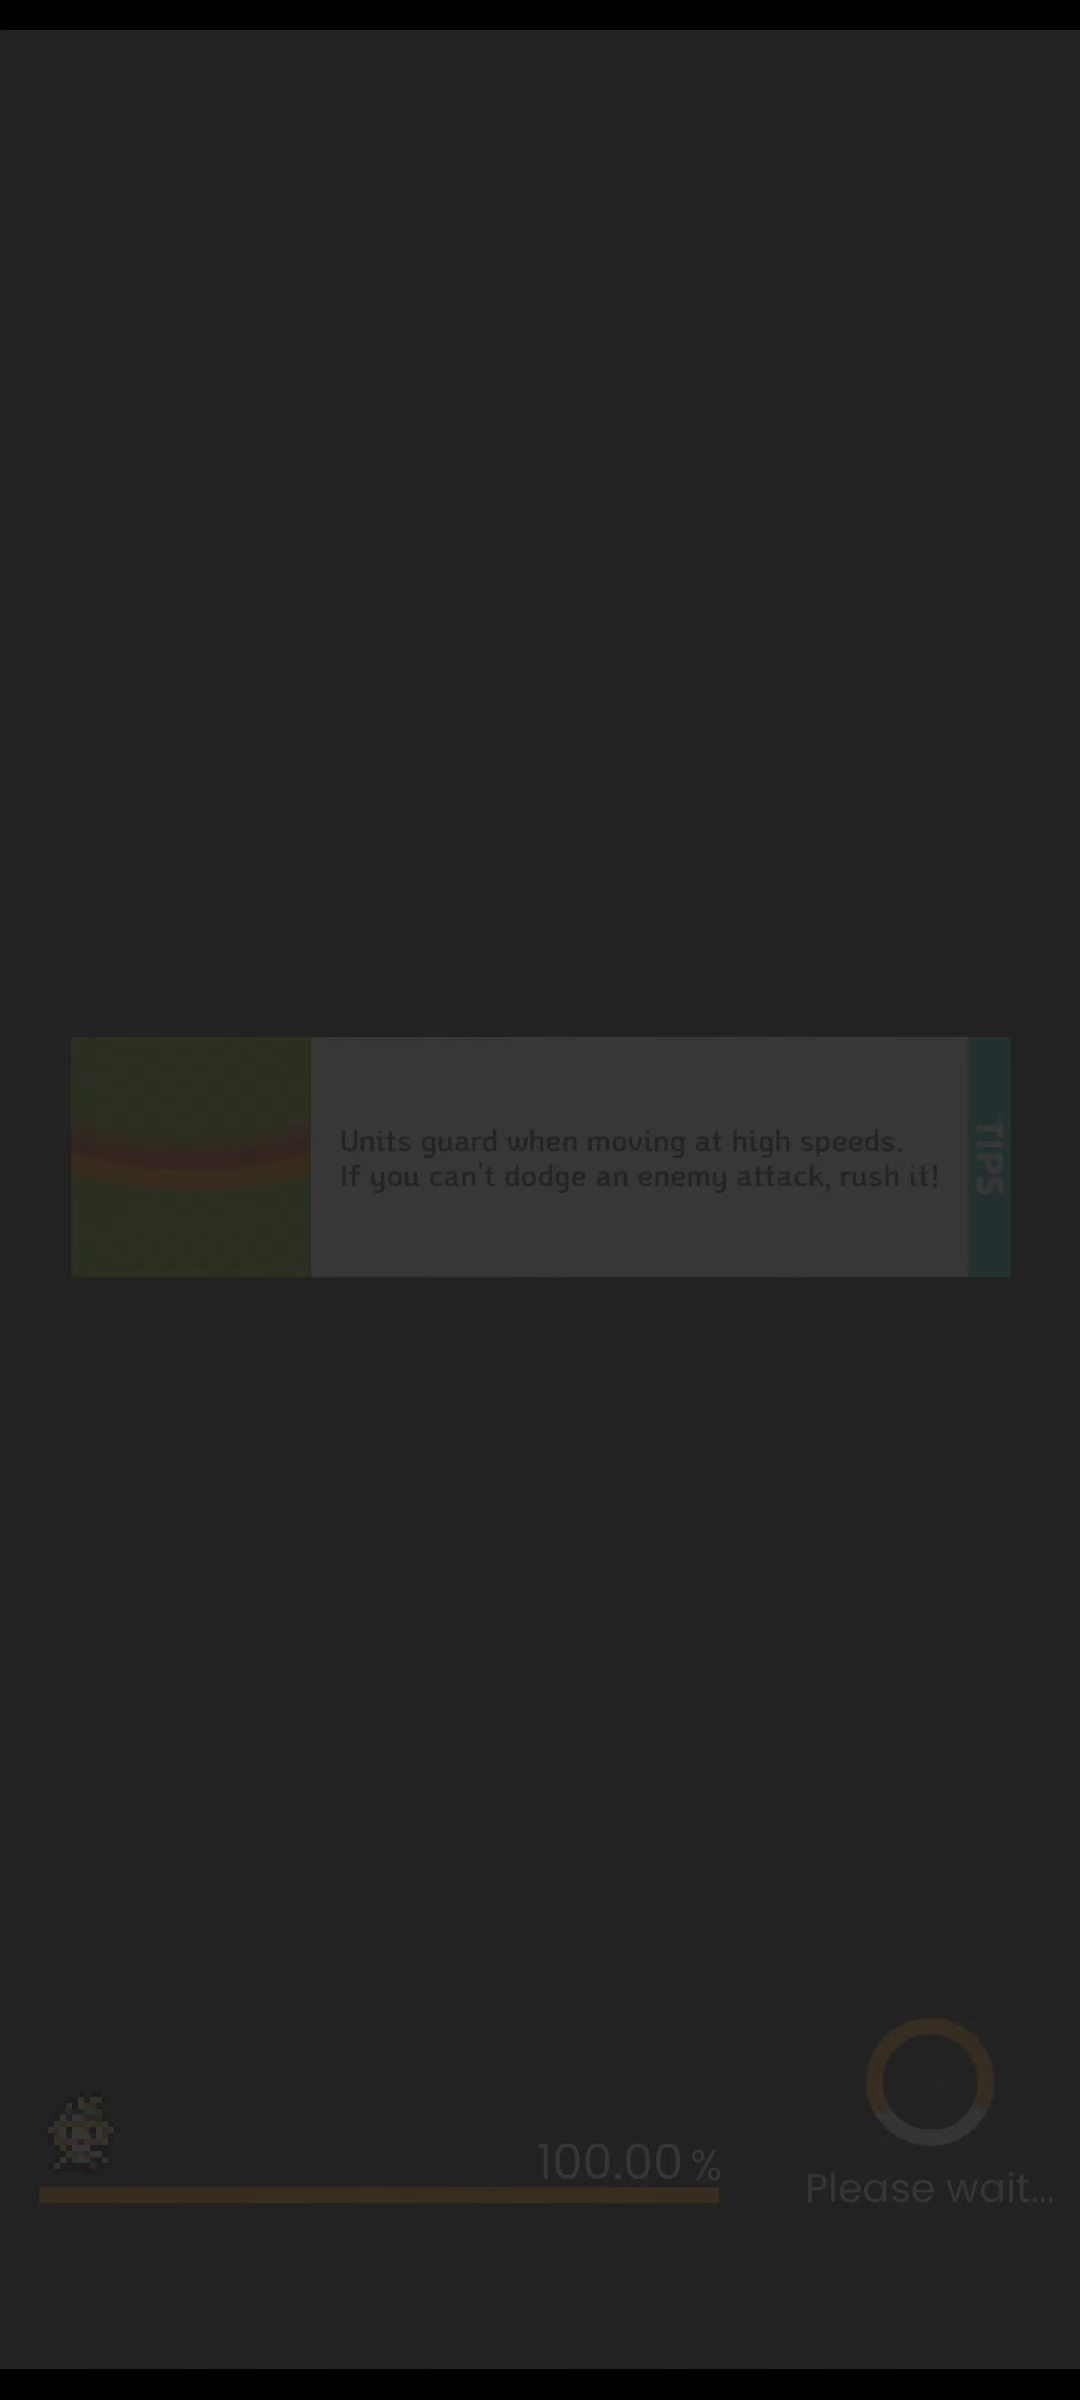 Units guard when moving at high speeds.
If you can't dodge an enemy attack, rush it!
TIPS
100.00 %
Please wait...